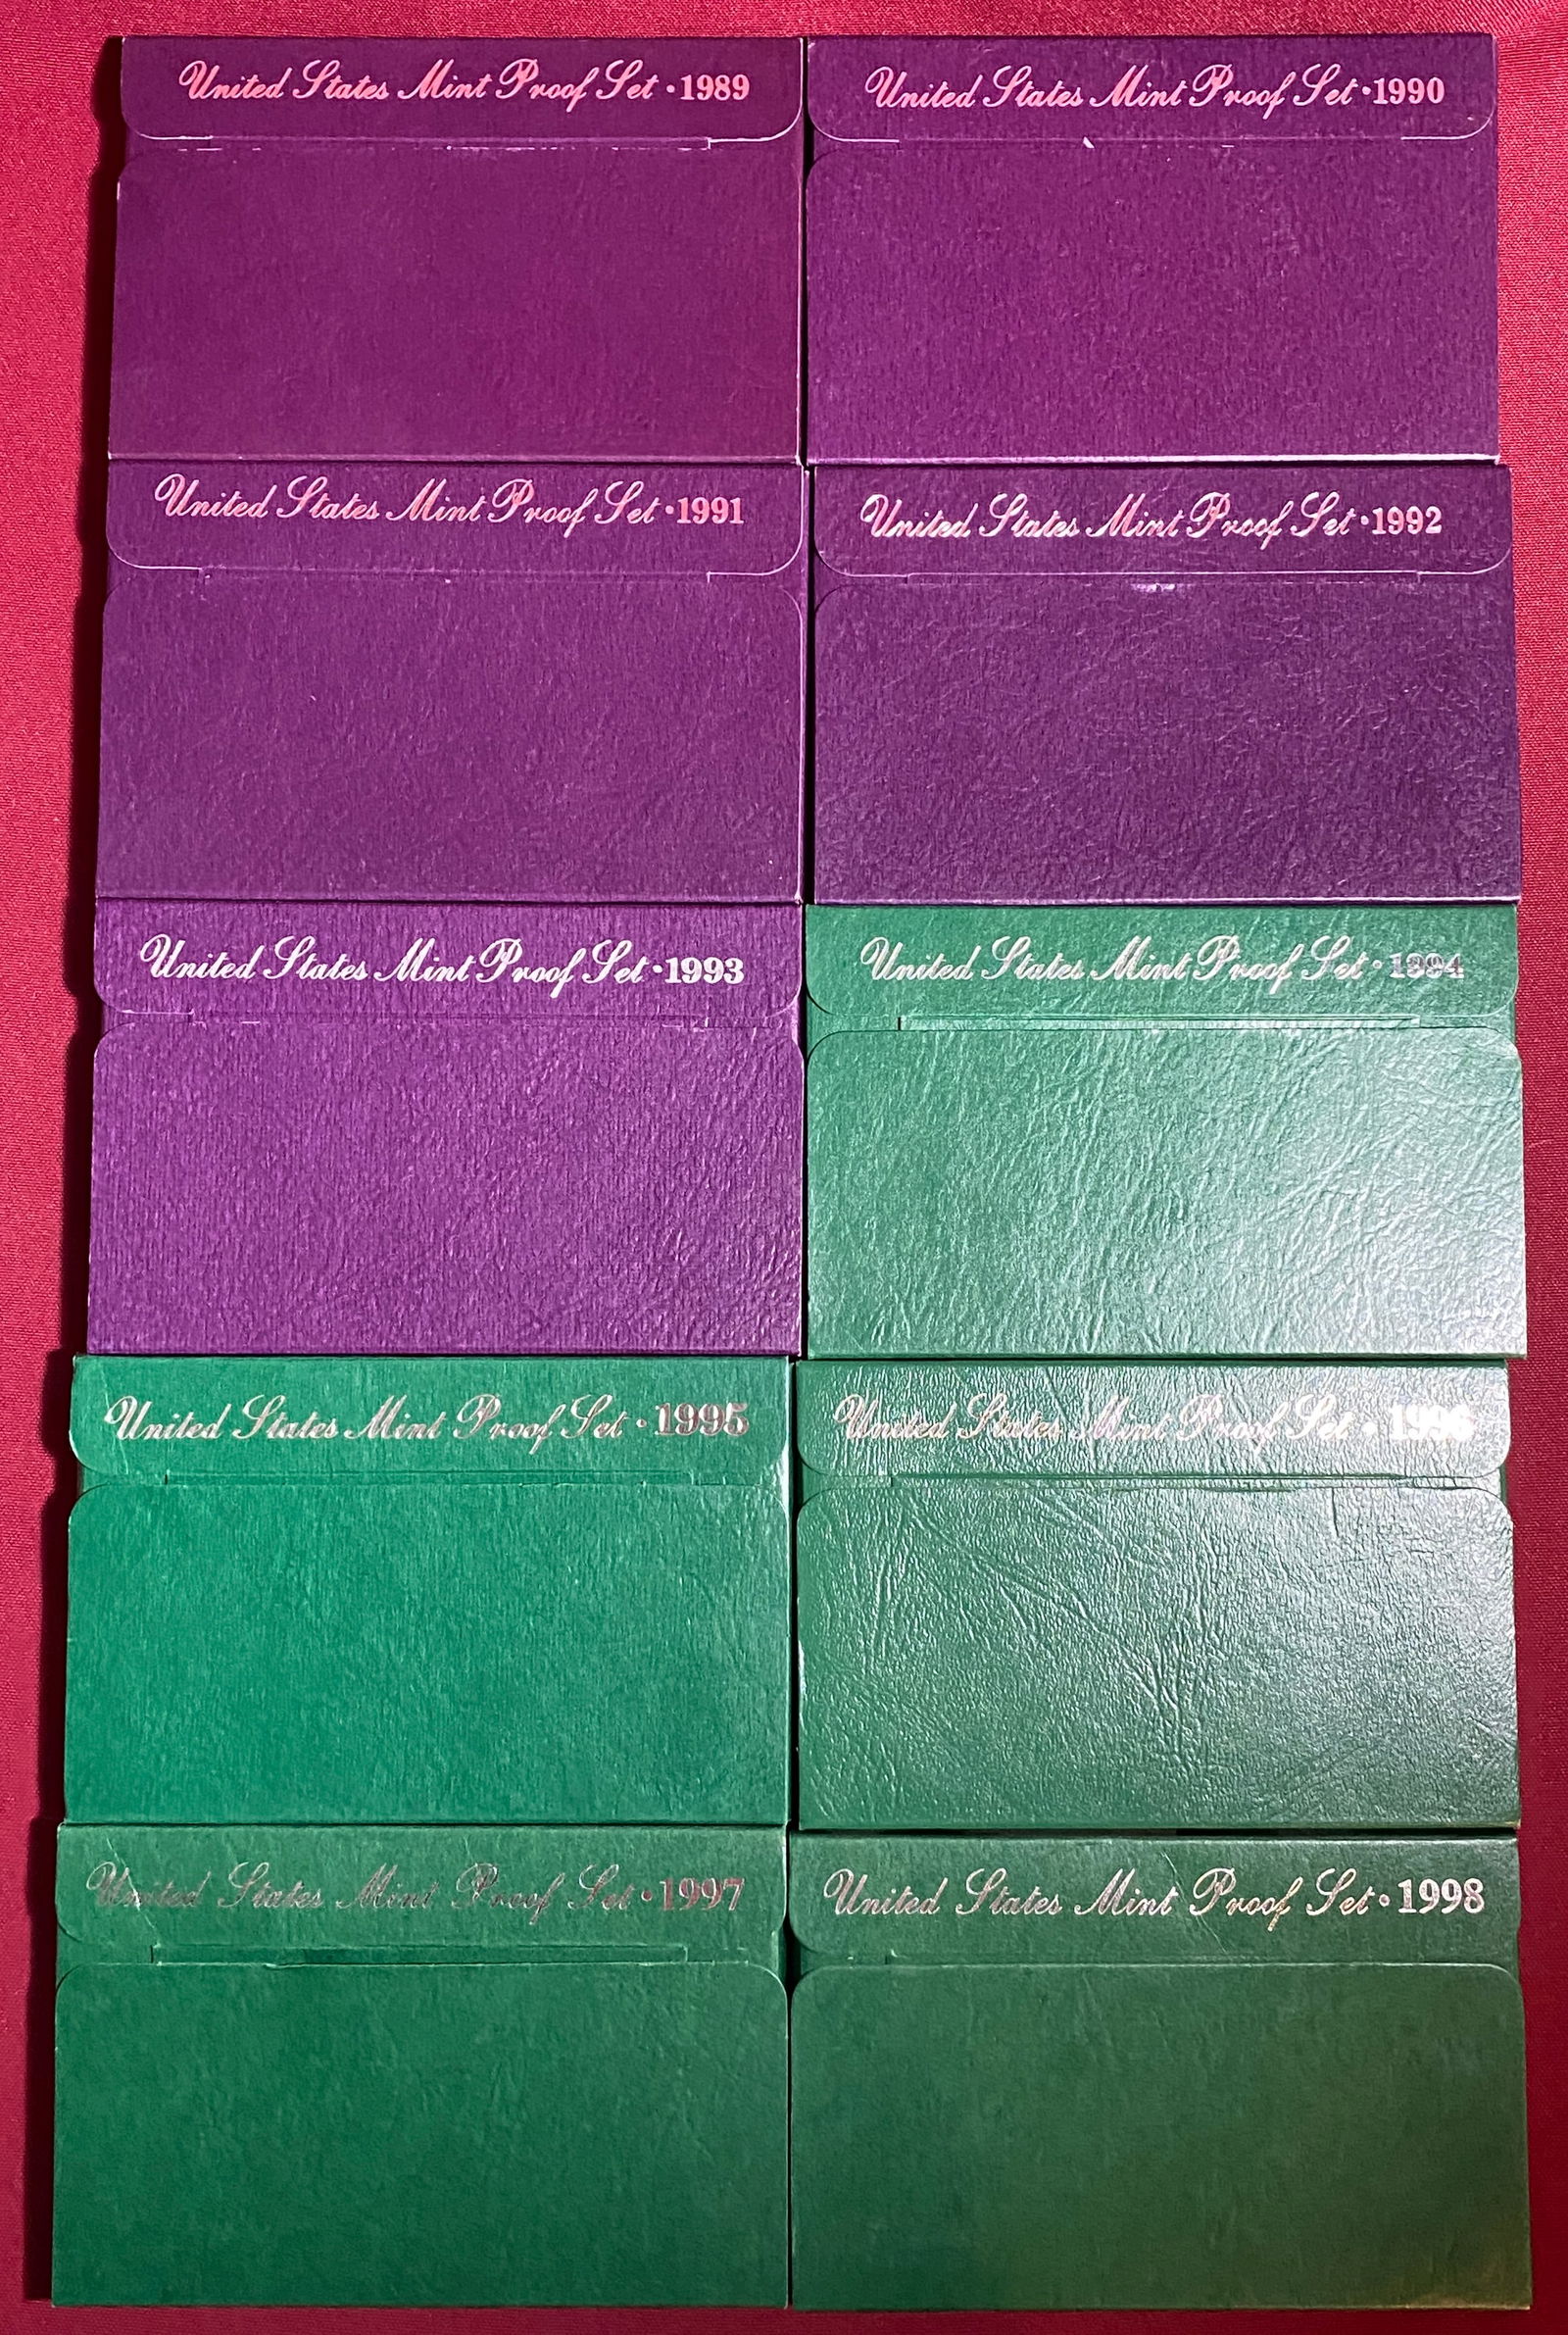 United States Mint Proof Set · 1989
United States Mint Proof Set · 1990
United States Mint Proof Set · 1991
United States Mint Proof Set · 1992
United States Mint Proof Set · 1993
United States Mint Proof Set · 1994
United States Mint Proof Set · 1995
United States Mint Proof Set · 1996
United States Mint Proof Set · 1997
United States Mint Proof Set · 1998